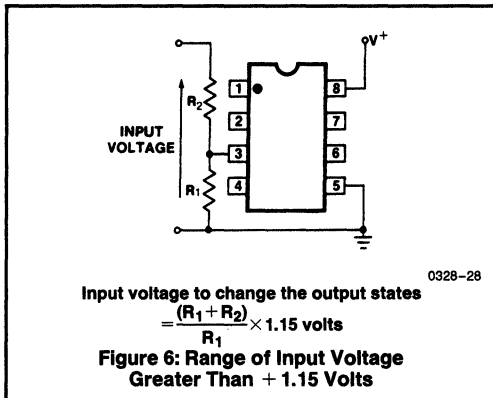 V+
1
8
R2
2
7
INPUT
VOLTAGE
3
6
R1
4
5
0328-28
Input voltage to change the output states
= (R1+R2) / R1 × 1.15 volts
Figure 6: Range of Input Voltage
Greater Than + 1.15 Volts